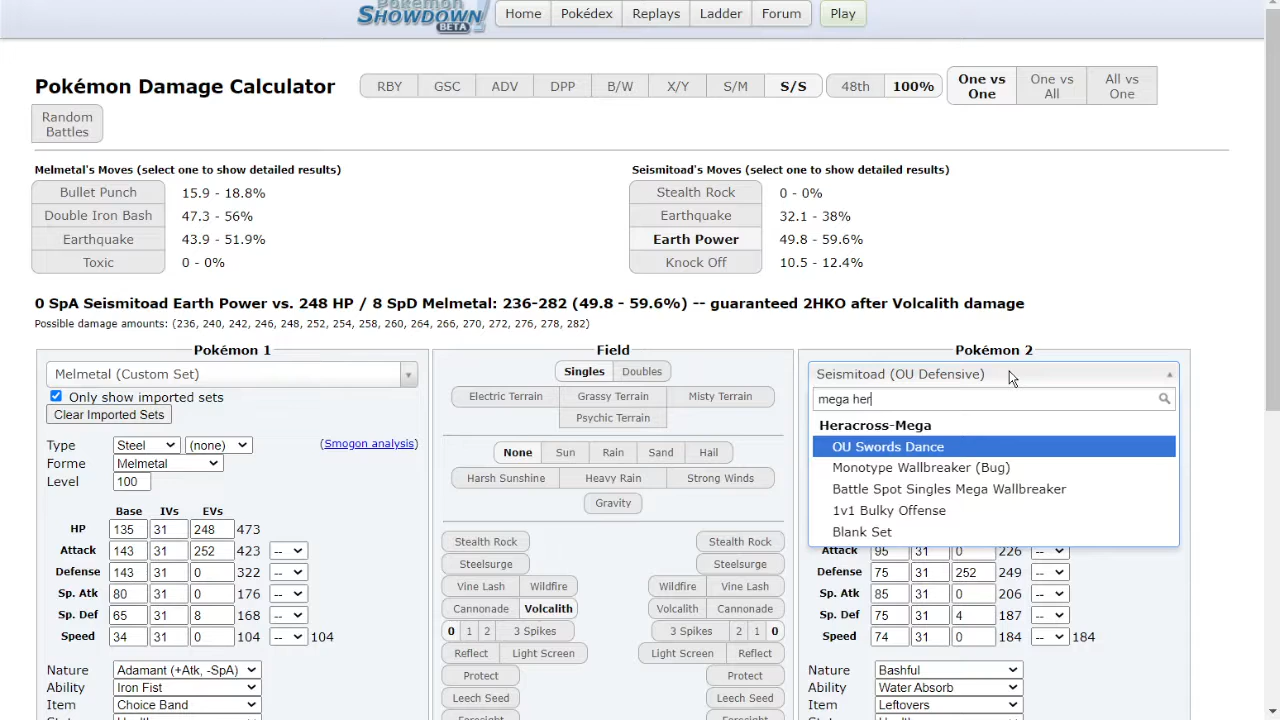 Pokémon
SHOWDOWN!
BETA
Home Pokédex Replays Ladder Forum Play
Pokémon Damage Calculator RBY GSC ADV DPP B/W X/Y S/M S/S 48th 100% One vs One One vs All All vs One
Random Battles
Melmetal's Moves (select one to show detailed results)
Bullet Punch 15.9 - 18.8%
Double Iron Bash 47.3 - 56%
Earthquake 43.9 - 51.9%
Toxic 0 - 0%
Seismitoad's Moves (select one to show detailed results)
Stealth Rock 0 - 0%
Earthquake 32.1 - 38%
Earth Power 49.8 - 59.6%
Knock Off 10.5 - 12.4%
0 SpA Seismitoad Earth Power vs. 248 HP / 8 SpD Melmetal: 236-282 (49.8 - 59.6%) -- guaranteed 2HKO after Volcalith damage
Possible damage amounts: (236, 240, 242, 246, 248, 252, 254, 258, 260, 264, 266, 270, 272, 276, 278, 282)
Pokémon 1
Melmetal (Custom Set)
Only show imported sets
Clear Imported Sets
Type Steel (none) (Smogon analysis)
Forme Melmetal
Level 100
Base IVs EVs
HP 135 31 248 473
Attack 143 31 252 423 --
Defense 143 31 0 322 --
Sp. Atk 80 31 0 176 --
Sp. Def 65 31 8 168 --
Speed 34 31 0 104 -- 104
Nature Adamant (+Atk, -SpA)
Ability Iron Fist
Item Choice Band
Field
Singles Doubles
Electric Terrain Grassy Terrain Misty Terrain
Psychic Terrain
None Sun Rain Sand Hail
Harsh Sunshine Heavy Rain Strong Winds
Gravity
Stealth Rock Stealth Rock
Steelsurge Steelsurge
Vine Lash Wildfire Wildfire Vine Lash
Cannonade Volcalith Volcalith Cannonade
0 1 2 3 Spikes 3 Spikes 2 1 0
Reflect Light Screen Light Screen Reflect
Protect Protect
Leech Seed Leech Seed
Foresight Foresight
Pokémon 2
Seismitoad (OU Defensive)
mega her
Heracross-Mega
OU Swords Dance
Monotype Wallbreaker (Bug)
Battle Spot Singles Mega Wallbreaker
1v1 Bulky Offense
Blank Set
Attack 95 31 0 226 --
Defense 75 31 252 249 --
Sp. Atk 85 31 0 206 --
Sp. Def 75 31 4 187 --
Speed 74 31 0 184 -- 184
Nature Bashful
Ability Water Absorb
Item Leftovers